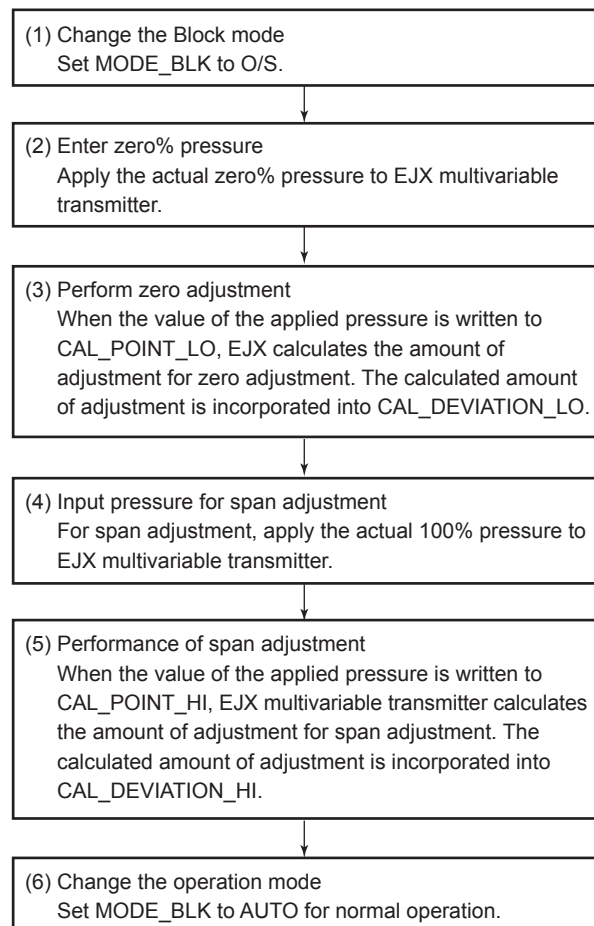 (1) Change the Block mode
Set MODE_BLK to O/S.
(2) Enter zero% pressure
Apply the actual zero% pressure to EJX multivariable
transmitter.
(3) Perform zero adjustment
When the value of the applied pressure is written to
CAL_POINT_LO, EJX calculates the amount of
adjustment for zero adjustment. The calculated amount
of adjustment is incorporated into CAL_DEVIATION_LO.
(4) Input pressure for span adjustment
For span adjustment, apply the actual 100% pressure to
EJX multivariable transmitter.
(5) Performance of span adjustment
When the value of the applied pressure is written to
CAL_POINT_HI, EJX multivariable transmitter calculates
the amount of adjustment for span adjustment. The
calculated amount of adjustment is incorporated into
CAL_DEVIATION_HI.
(6) Change the operation mode
Set MODE_BLK to AUTO for normal operation.